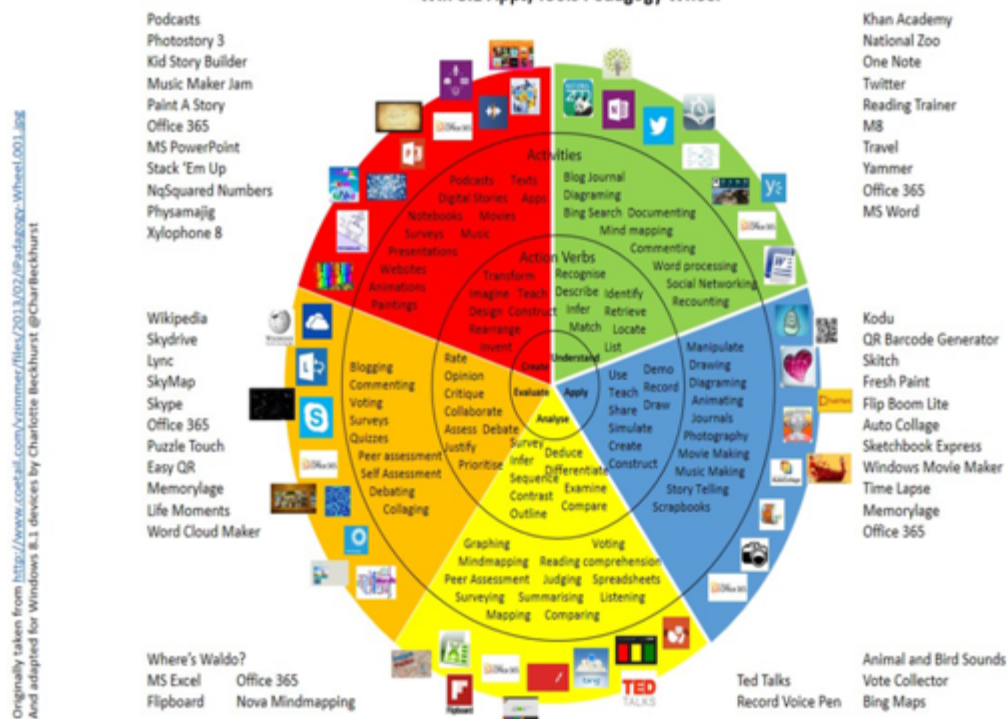 Podcasts
Photostory 3
Kid Story Builder
Music Maker Jam
Paint A Story
Office 365
MS PowerPoint
Stack 'Em Up
NqSquared Numbers
Physamajig
Xylophone 8
Khan Academy
National Zoo
One Note
Twitter
Reading Trainer
M8
Travel
Yammer
Office 365
MS Word
Activities
Podcasts Texts
Digital Stories Apps
Notebooks Movies
Surveys Music
Presentations
Websites
Animations
Paintings
Blog Journal
Diagraming
Bing Search Documenting
Mind mapping
Commenting
Word processing
Social Networking
Recounting
Action Verbs
Transform
Imagine Teach
Design Construct
Rearrange
Invent
Recognise
Describe Identify
Infer Retrieve
Match Locate
List
Create
Understand
Evaluate
Apply
Analyse
Wikipedia
Skydrive
Lync
SkyMap
Skype
Office 365
Puzzle Touch
Easy QR
Memorylage
Life Moments
Word Cloud Maker
Blogging
Commenting
Voting
Surveys
Quizzes
Peer assessment
Self Assessment
Debating
Collaging
Rate
Opinion
Critique
Collaborate
Assess Debate
Justify
Prioritise
Use Demo
Teach Record
Share Draw
Simulate
Create
Construct
Manipulate
Drawing
Diagraming
Animating
Journals
Photography
Movie Making
Music Making
Story Telling
Scrapbooks
Kodu
QR Barcode Generator
Skitch
Fresh Paint
Flip Boom Lite
Auto Collage
Sketchbook Express
Windows Movie Maker
Time Lapse
Memorylage
Office 365
Survey Deduce
Infer Differentiate
Sequence Examine
Contrast Compare
Outline
Graphing Voting
Mindmapping Reading comprehension
Peer Assessment Judging Spreadsheets
Surveying Summarising Listening
Mapping Comparing
Where's Waldo?
MS Excel Office 365
Flipboard Nova Mindmapping
Flipboard
TED
TALKS
Ted Talks
Record Voice Pen
Animal and Bird Sounds
Vote Collector
Bing Maps
Originally taken from http://www.coetail.com/vzimmer/files/2013/02/iPadagogy-Wheel.001.jpg
And adapted for Windows 8.1 devices by Charlotte Beckhurst @CharBeckhurst